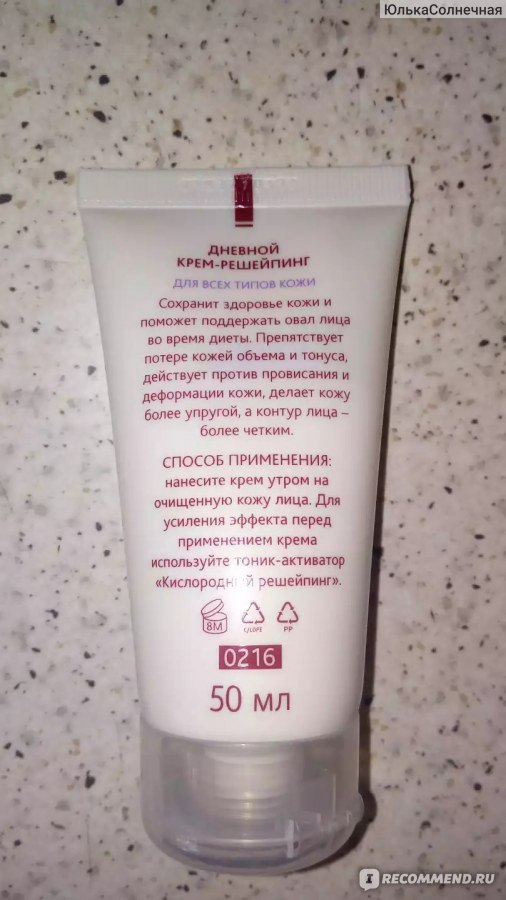 ЮлькаСолнечная
ДНЕВНОЙ
КРЕМ-РЕШЕЙПИНГ
ДЛЯ ВСЕХ ТИПОВ КОЖИ
Сохранит здоровье кожи и
поможет поддержать овал лица
во время диеты. Препятствует
потере кожей объема и тонуса,
действует против провисания и
деформации кожи, делает кожу
более упругой, а контур лица –
более четким.
СПОСОБ ПРИМЕНЕНИЯ:
нанесите крем утром на
очищенную кожу лица. Для
усиления эффекта перед
применением крема
используйте тоник-активатор
«Кислородный решейпинг».
8М C/LDPE PP
0216
50 мл
IRECOMMEND.RU